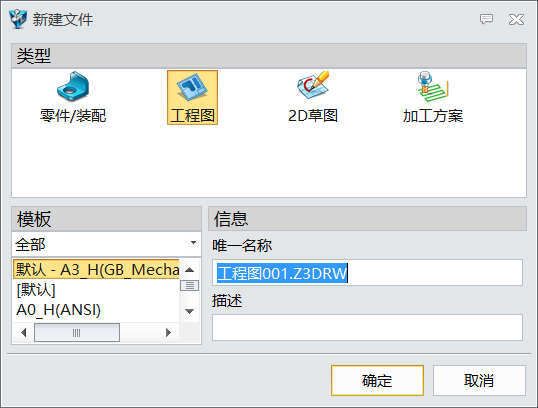 新建文件
类型
零件/装配
工程图
2D草图
加工方案
模板
全部
默认 - A3_H(GB_Mecha
[默认]
A0_H(ANSI)
信息
唯一名称
工程图001.Z3DRW
描述
确定
取消